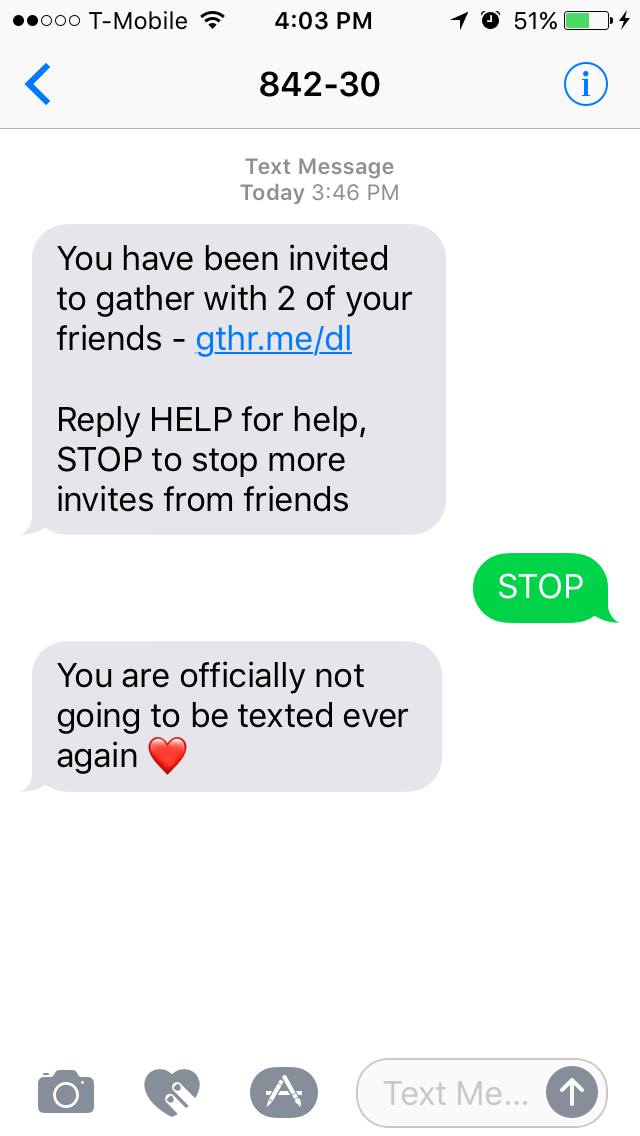 T-Mobile 4:03 PM 51%
842-30
Text Message
Today 3:46 PM
You have been invited
to gather with 2 of your
friends - gthr.me/dl
Reply HELP for help,
STOP to stop more
invites from friends
STOP
You are officially not
going to be texted ever
again ❤️
Text Me...